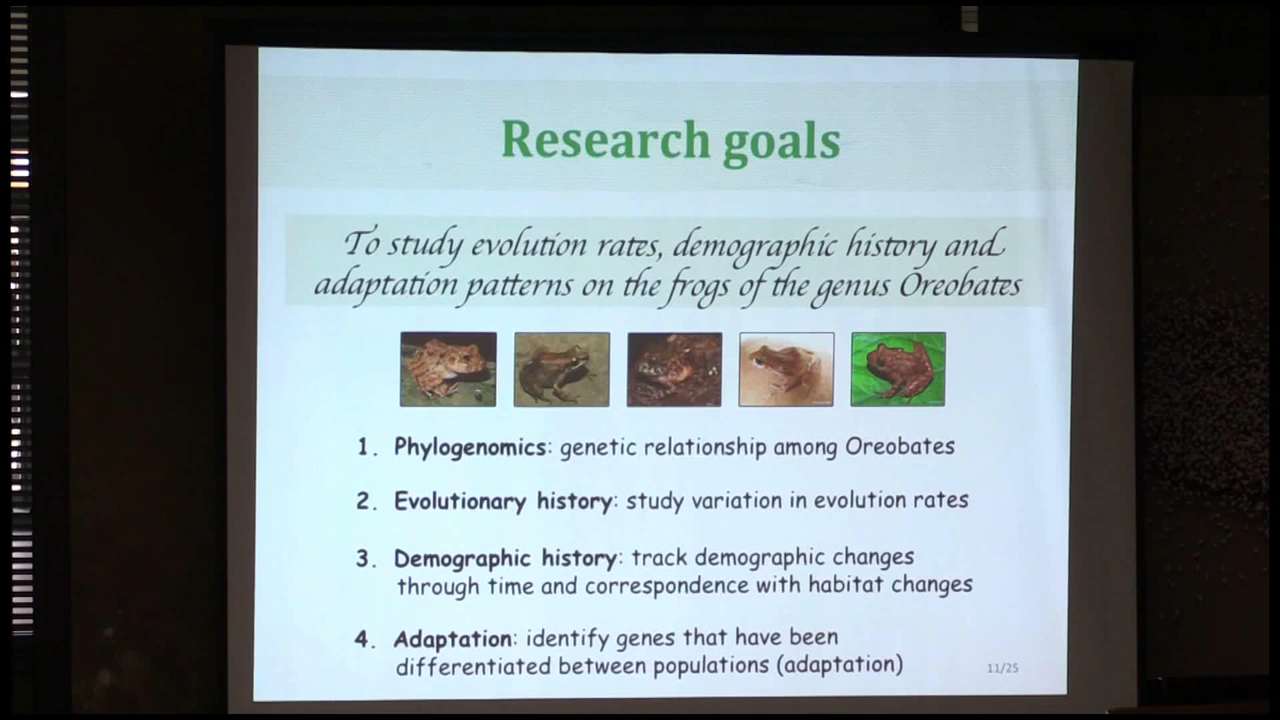 Research goals
To study evolution rates, demographic history and
adaptation patterns on the frogs of the genus Oreobates
1. Phylogenomics: genetic relationship among Oreobates
2. Evolutionary history: study variation in evolution rates
3. Demographic history: track demographic changes
through time and correspondence with habitat changes
4. Adaptation: identify genes that have been
differentiated between populations (adaptation)
11/25